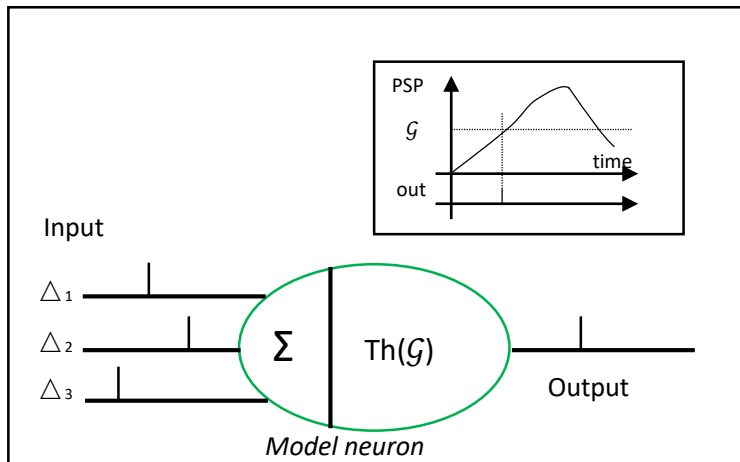 PSP
𝒢
time
out
Input
△1
△2
△3
Σ
Th(𝒢)
Output
Model neuron